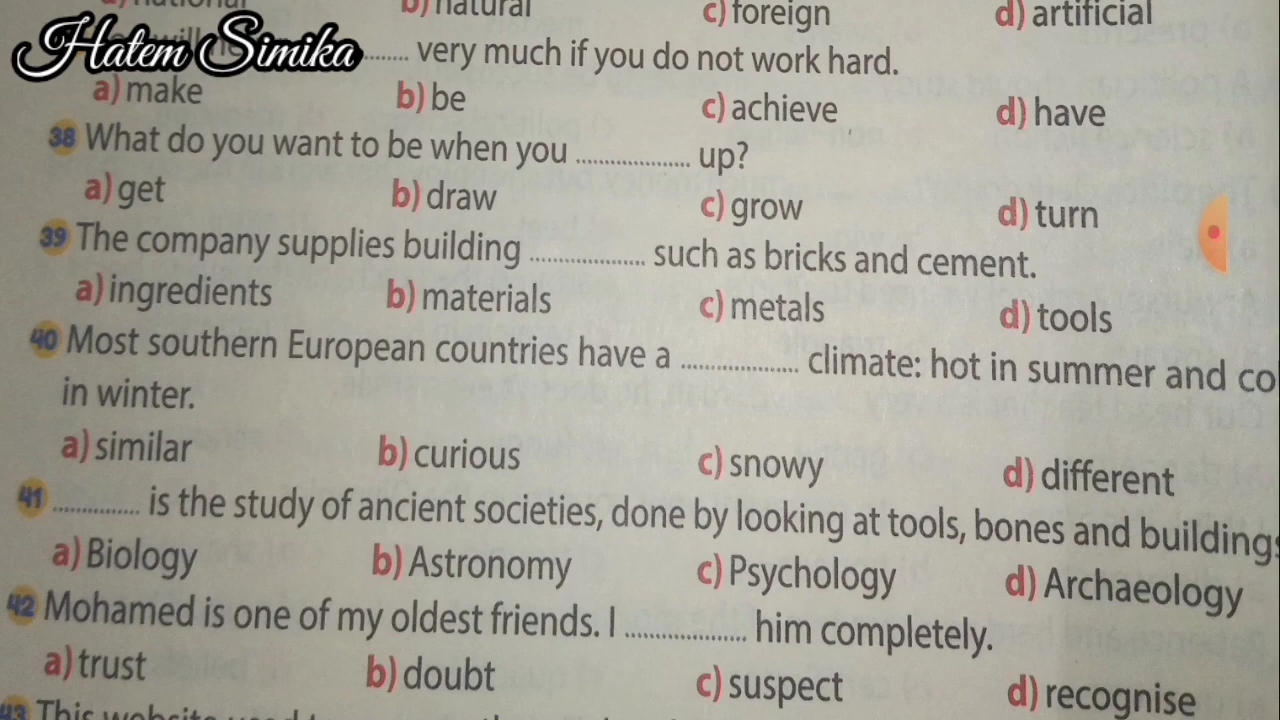 b) natural c) foreign d) artificial
Hatem Simika
will ......... very much if you do not work hard.
a) make b) be c) achieve d) have
38 What do you want to be when you ................... up?
a) get b) draw c) grow d) turn
39 The company supplies building ................... such as bricks and cement.
a) ingredients b) materials c) metals d) tools
40 Most southern European countries have a ................... climate: hot in summer and co
in winter.
a) similar b) curious c) snowy d) different
41 .............. is the study of ancient societies, done by looking at tools, bones and buildings
a) Biology b) Astronomy c) Psychology d) Archaeology
42 Mohamed is one of my oldest friends. I ................... him completely.
a) trust b) doubt c) suspect d) recognise
43 This website used